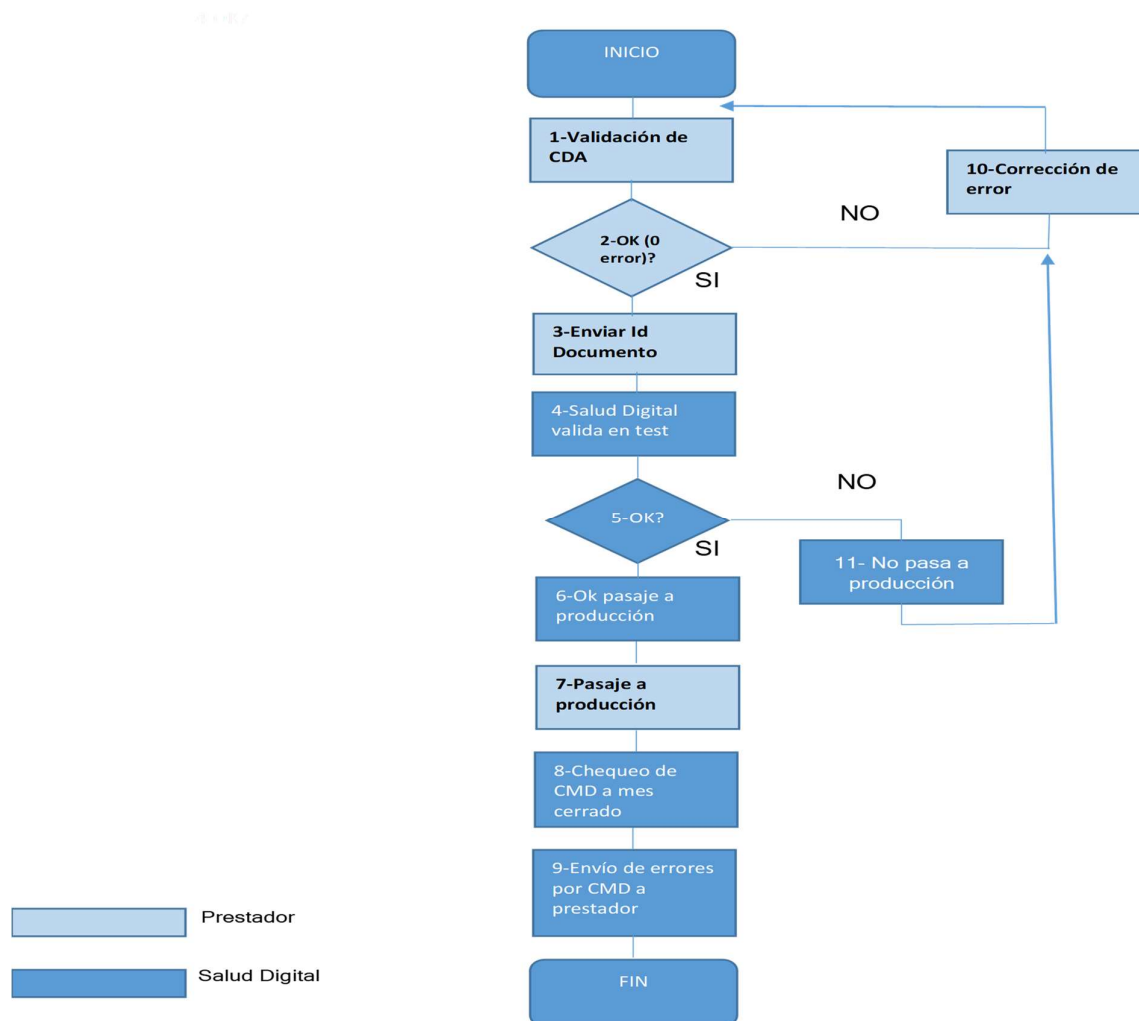 INICIO
1-Validación de
CDA
10-Corrección de
error
NO
2-OK (0
error)?
SI
3-Enviar Id
Documento
4-Salud Digital
valida en test
NO
5-OK?
SI
11- No pasa a
producción
6-Ok pasaje a
producción
7-Pasaje a
producción
8-Chequeo de
CMD a mes
cerrado
9-Envío de errores
por CMD a
prestador
Prestador
Salud Digital
FIN